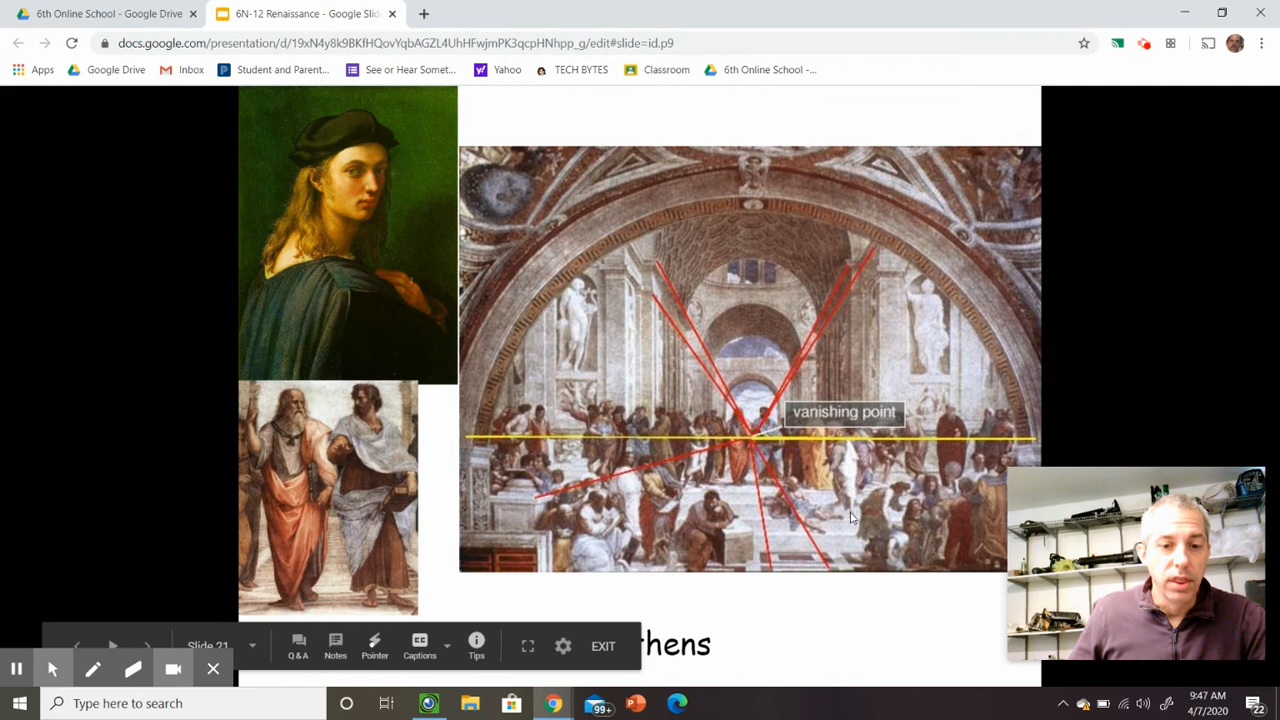 6th Online School - Google Drive
6N-12 Renaissance - Google Slid
docs.google.com/presentation/d/19xN4y8k9BKfHQovYqbAGZL4UhHFwjmPK3qcpHNhpp_g/edit#slide=id.p9
Apps
Google Drive
Inbox
Student and Parent...
See or Hear Somet...
Yahoo
TECH BYTES
Classroom
6th Online School -...
vanishing point
Slide 21
Q & A
Notes
Pointer
Captions
Tips
EXIT
thens
Type here to search
99+
9:47 AM
4/7/2020
22